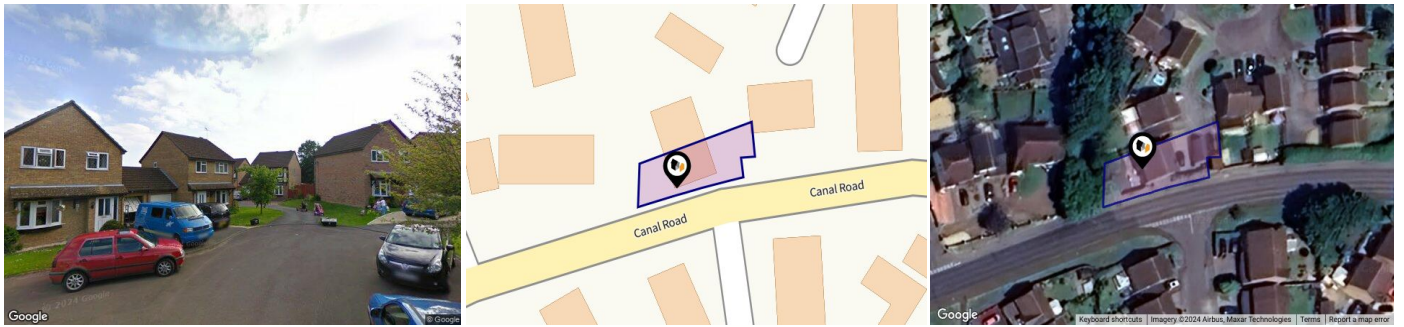 © 2024 Google
Google
© Google
Canal Road
Canal Road
Google
Keyboard shortcuts
Imagery ©2024 Airbus, Maxar Technologies
Terms
Report a map error